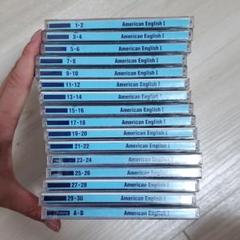 1-2 American English I
3-4 American English I
5-6 American English I
7-8 American English I
9-10 American English I
11-12 American English I
13-14 American English I
15-16 American English I
17-18 American English I
19-20 American English I
21-22 American English I
23-24 American English I
25-26 American English I
27-28 American English I
29-30 American English I
A-B American English I